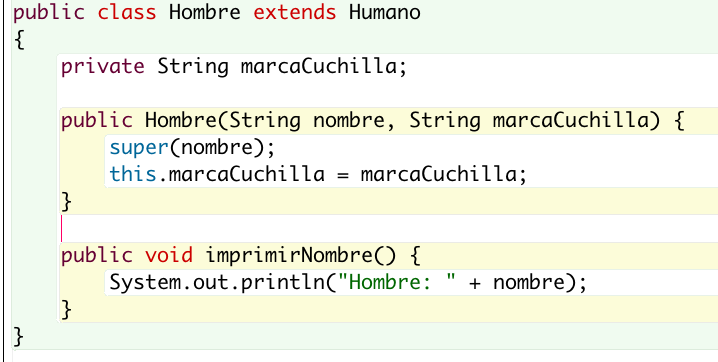 public class Hombre extends Humano
{
private String marcaCuchilla;
public Hombre(String nombre, String marcaCuchilla) {
super(nombre);
this.marcaCuchilla = marcaCuchilla;
}
public void imprimirNombre() {
System.out.println("Hombre: " + nombre);
}
}